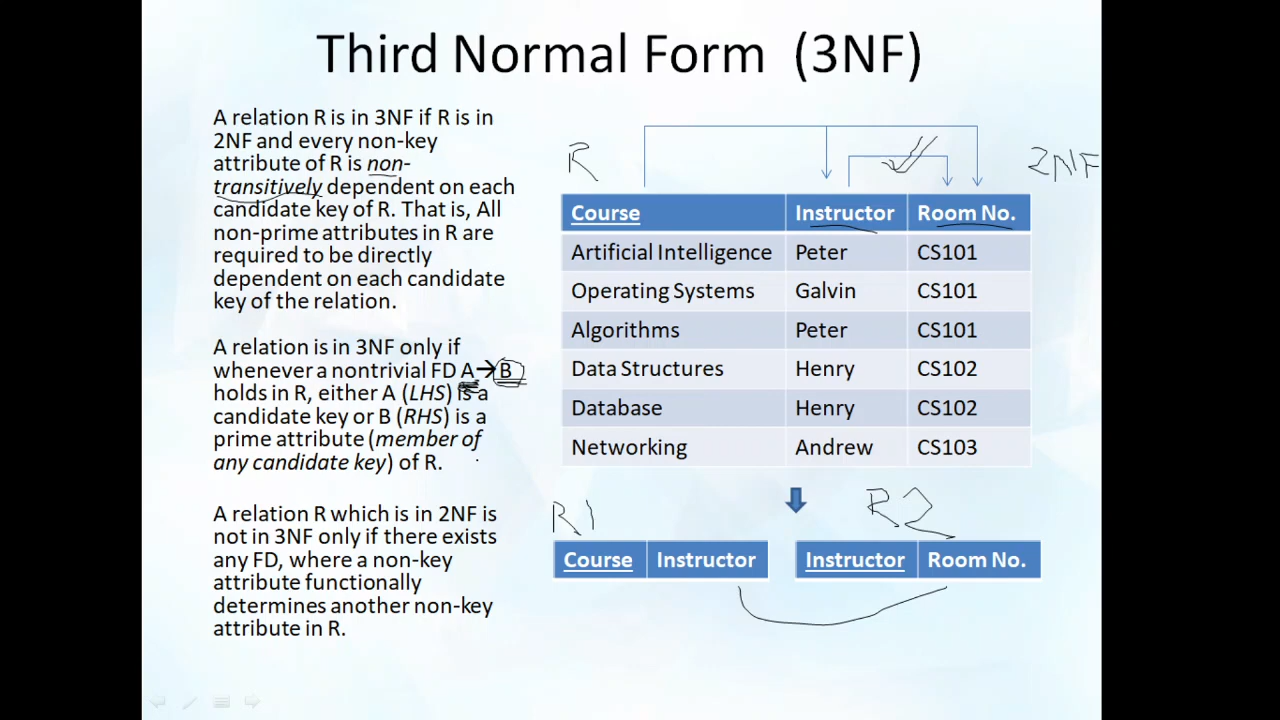 Third Normal Form (3NF)
A relation R is in 3NF if R is in
2NF and every non-key
attribute of R is non-
transitively dependent on each
candidate key of R. That is, All
non-prime attributes in R are
required to be directly
dependent on each candidate
key of the relation.
A relation is in 3NF only if
whenever a nontrivial FD A→B
holds in R, either A (LHS) is a
candidate key or B (RHS) is a
prime attribute (member of
any candidate key) of R.
A relation R which is in 2NF is
not in 3NF only if there exists
any FD, where a non-key
attribute functionally
determines another non-key
attribute in R.
R
2NF
Course Instructor Room No.
Artificial Intelligence Peter CS101
Operating Systems Galvin CS101
Algorithms Peter CS101
Data Structures Henry CS102
Database Henry CS102
Networking Andrew CS103
R1
R2
Course Instructor
Instructor Room No.